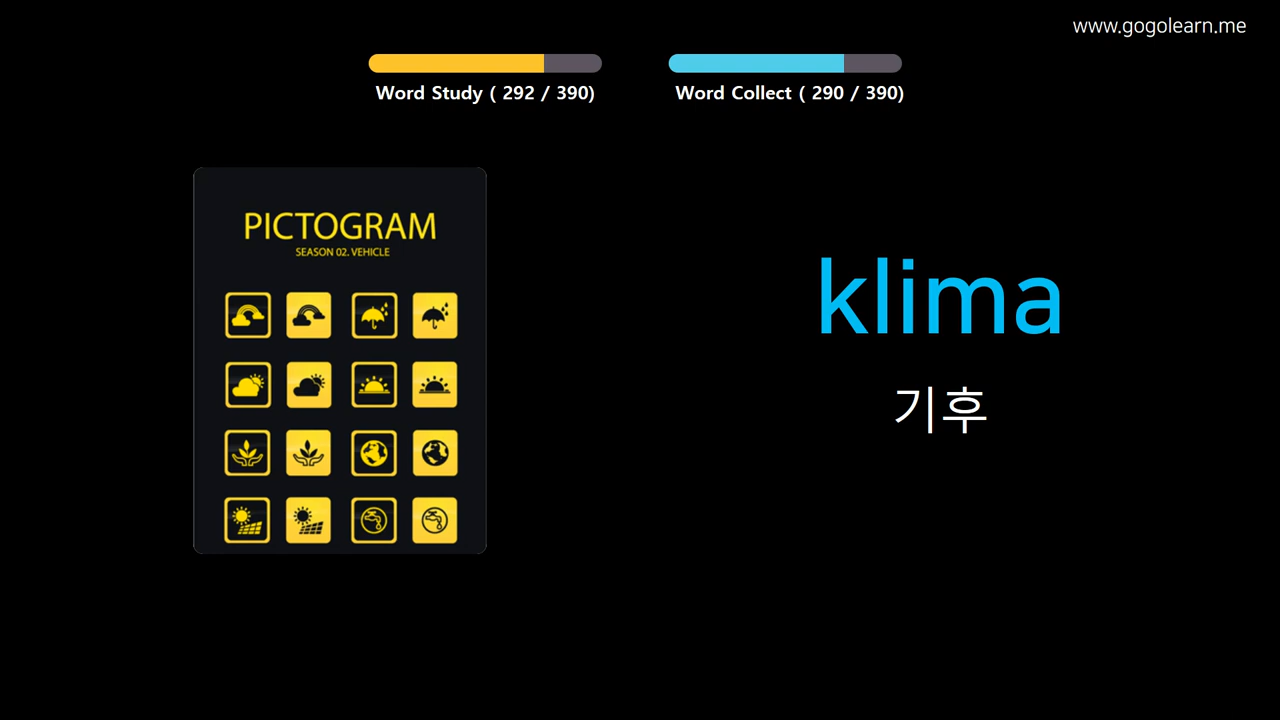 www.gogolearn.me
Word Study ( 292 / 390)
Word Collect ( 290 / 390)
PICTOGRAM
SEASON 02. VEHICLE
klima
기후